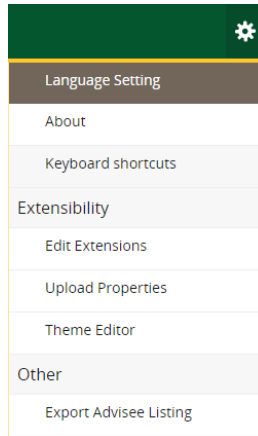 Language Setting
About
Keyboard shortcuts
Extensibility
Edit Extensions
Upload Properties
Theme Editor
Other
Export Advisee Listing